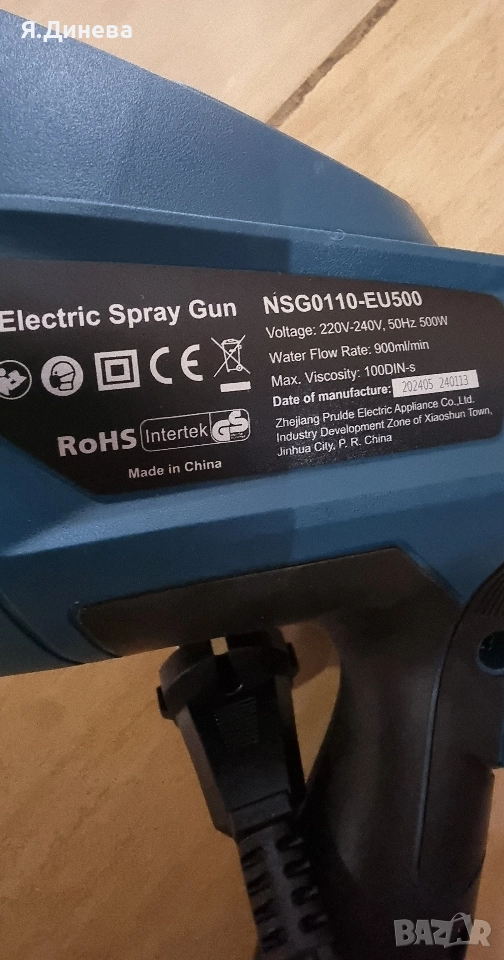 Я.Динева
Electric Spray Gun
NSG0110-EU500
Voltage: 220V-240V, 50Hz 500W
Water Flow Rate: 900ml/min
Max. Viscosity: 100DIN-s
Date of manufacture: 202405 240113
Zhejiang Prulde Electric Appliance Co.,Ltd.
Industry Development Zone of Xiaoshun Town,
Jinhua City, P. R. China
CE
RoHS Intertek GS
Made in China
BAZAR